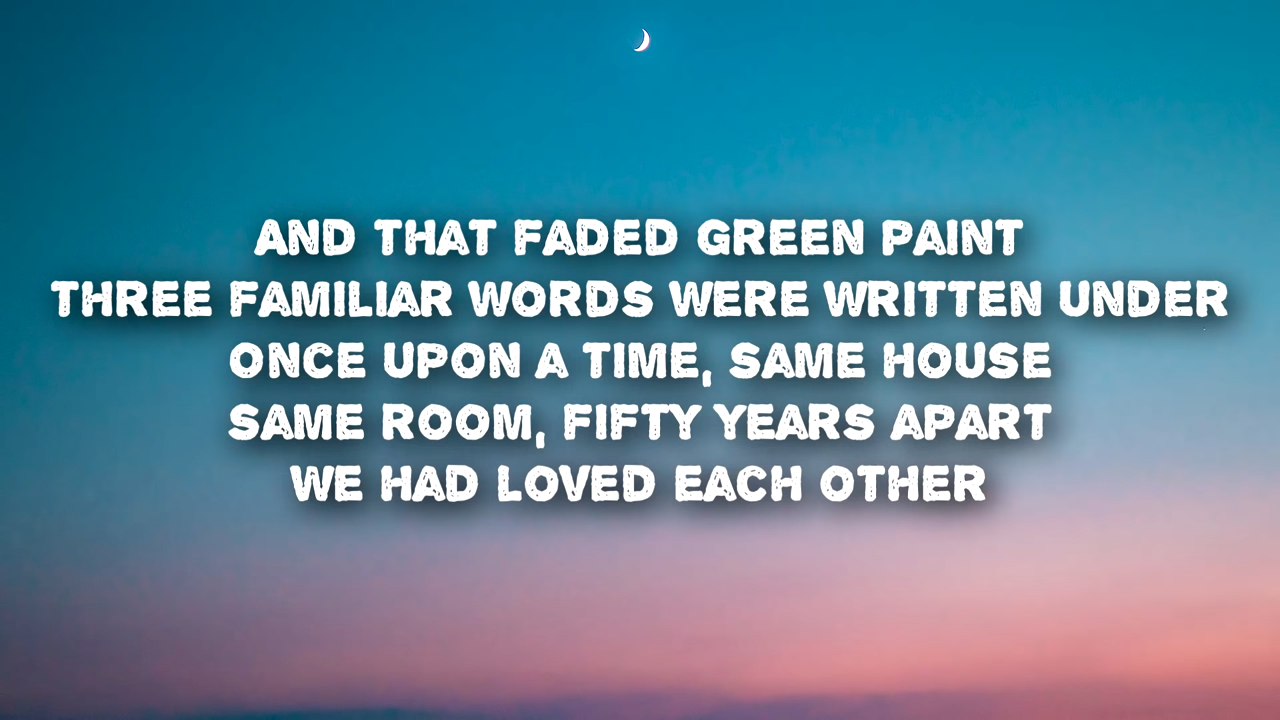 AND THAT FADED GREEN PAINT
THREE FAMILIAR WORDS WERE WRITTEN UNDER
ONCE UPON A TIME, SAME HOUSE
SAME ROOM, FIFTY YEARS APART
WE HAD LOVED EACH OTHER